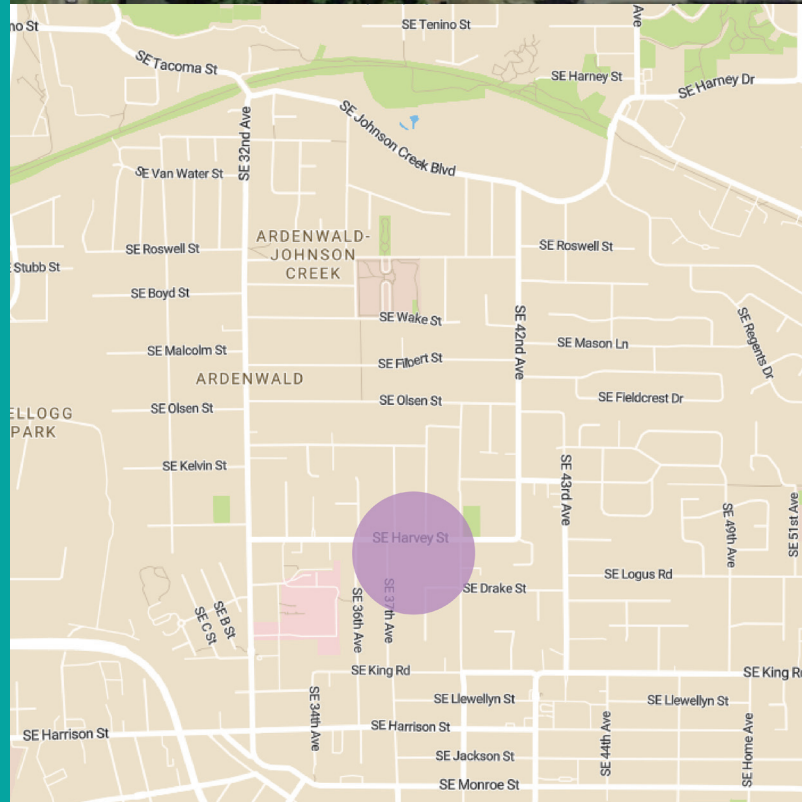 no St
SE Tenino St
Ave
SE Tacoma St
SE Harney St
SE Harney Dr
SE 32nd Ave
SE Johnson Creek Blvd
SE Van Water St
ARDENWALD-
JOHNSON
CREEK
SE Roswell St
SE Roswell St
E Stubb St
SE Boyd St
SE Wake St
SE 42nd Ave
SE Regents Dr
SE Malcolm St
SE Mason Ln
SE Filbert St
ARDENWALD
SE Olsen St
SE Olsen St
SE Fieldcrest Dr
ELLOGG
PARK
SE Kelvin St
SE 43rd Ave
SE 49th Ave
SE 51st Ave
SE Harvey St
SE Logus Rd
SE Drake St
SE C St
SE B St
SE 36th Ave
SE 37th Ave
SE King Rd
SE King R
SE 34th Ave
SE Llewellyn St
SE Llewellyn St
SE Harrison St
SE Harrison St
SE 44th Ave
SE Home Ave
SE Jackson St
SE Monroe St